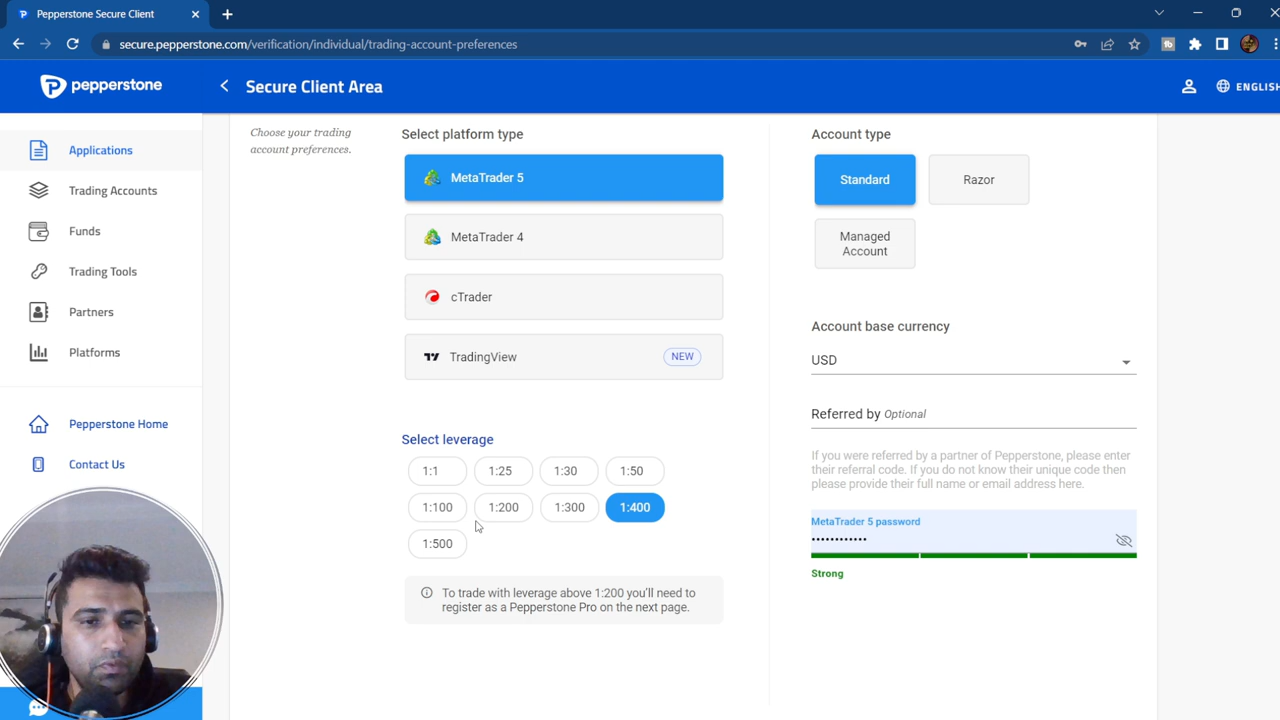 Pepperstone Secure Client
secure.pepperstone.com/verification/individual/trading-account-preferences
pepperstone
Secure Client Area
ENGLISH
Applications
Trading Accounts
Funds
Trading Tools
Partners
Platforms
Pepperstone Home
Contact Us
Choose your trading
account preferences.
Select platform type
MetaTrader 5
MetaTrader 4
cTrader
TradingView NEW
Select leverage
1:1 1:25 1:30 1:50
1:100 1:200 1:300 1:400
1:500
To trade with leverage above 1:200 you'll need to
register as a Pepperstone Pro on the next page.
Account type
Standard Razor
Managed
Account
Account base currency
USD
Referred by Optional
If you were referred by a partner of Pepperstone, please enter
their referral code. If you do not know their unique code then
please provide their full name or email address here.
MetaTrader 5 password
••••••••••••
Strong